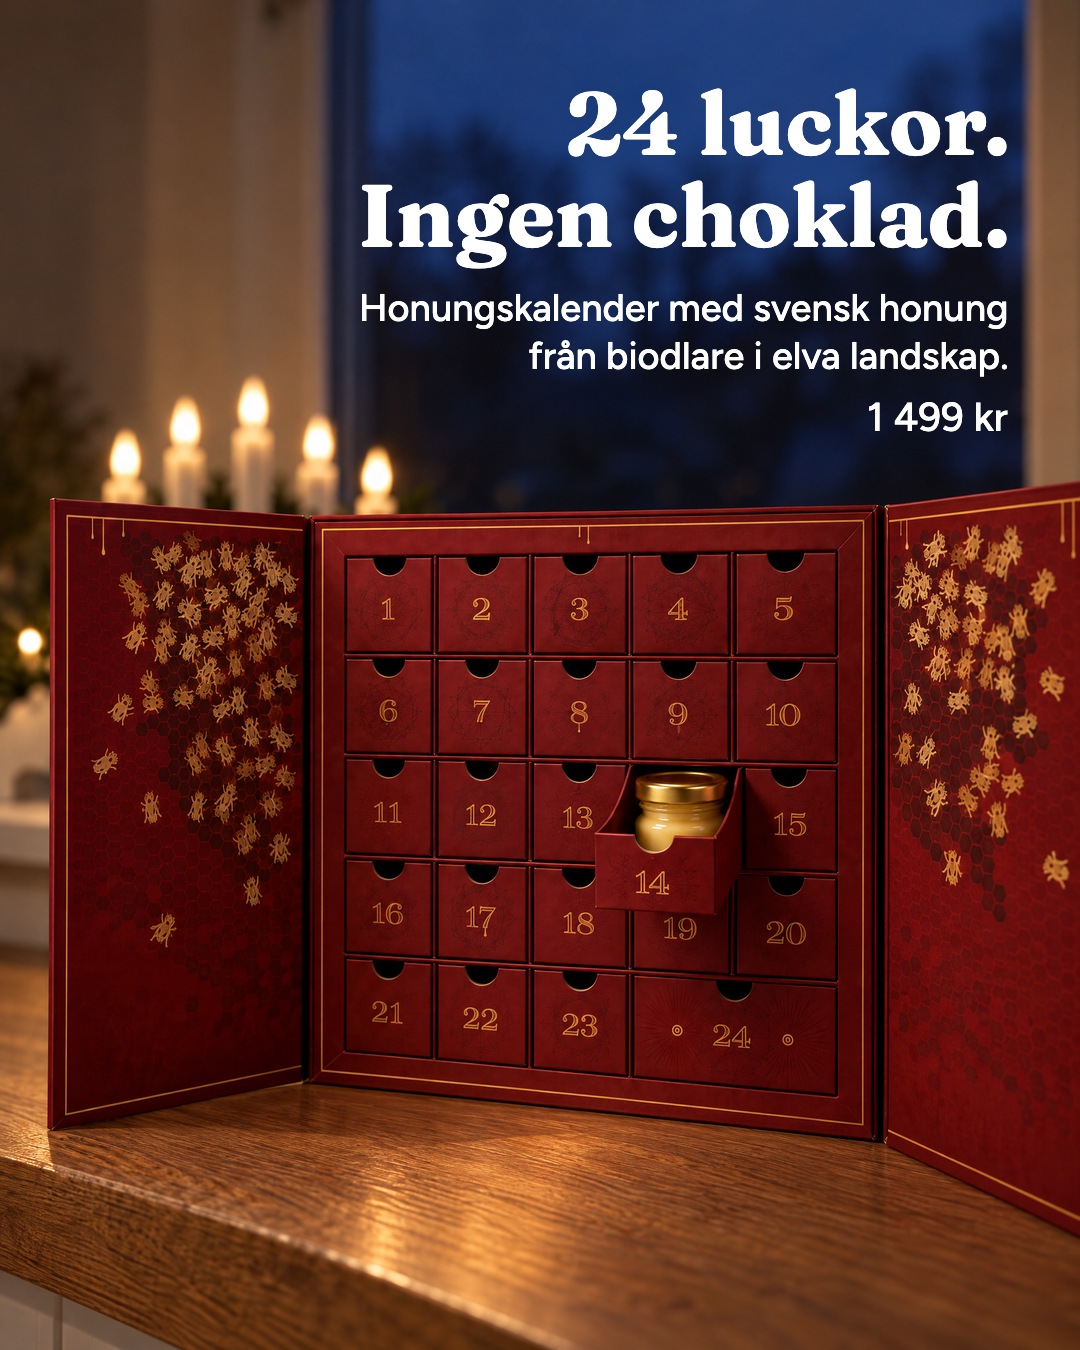 24 luckor.
Ingen choklad.
Honungskalender med svensk honung
från biodlare i elva landskap.
1 499 kr
1 2 3 4 5
6 7 8 9 10
11 12 13 14 15
16 17 18 19 20
21 22 23 24